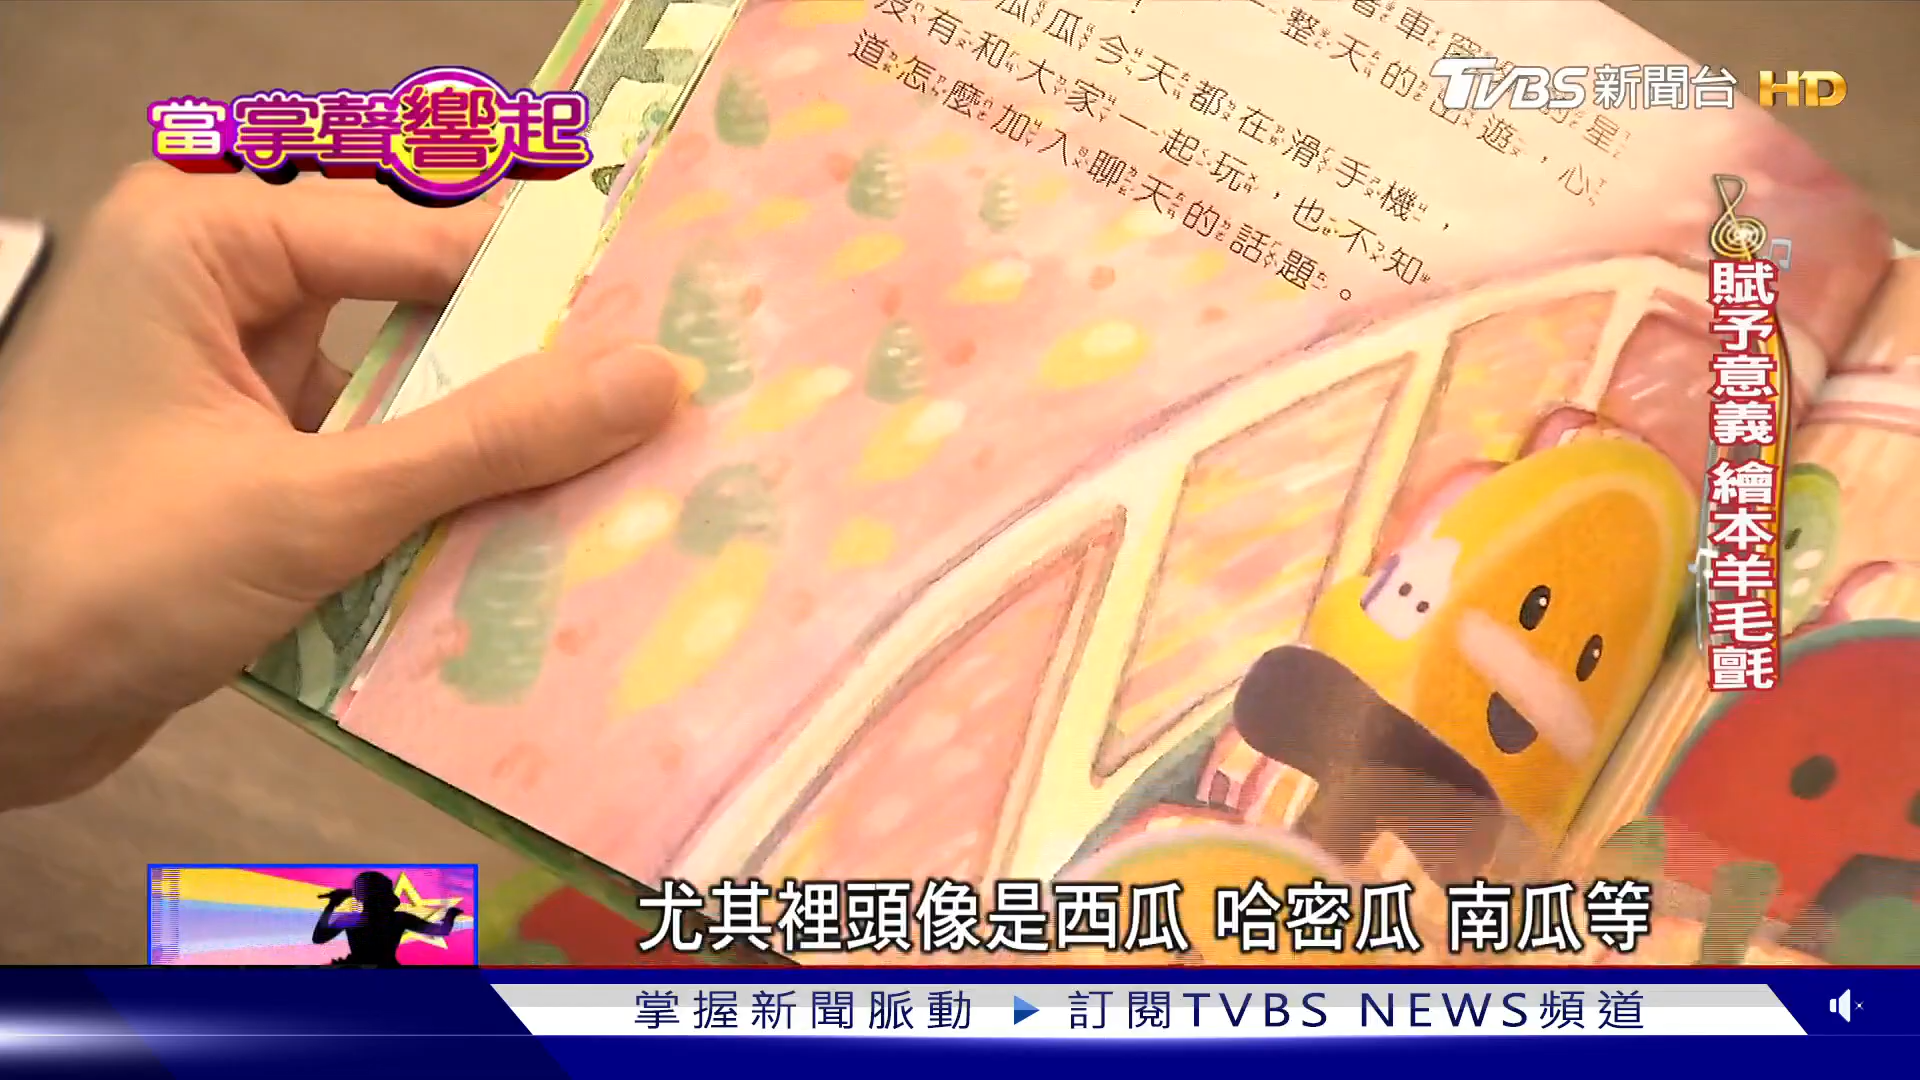 當掌聲響起
TVBS新聞台 HD
整天的出遊，心
瓜瓜今天都在滑手機，
沒有和大家一起玩，也不知
道怎麼加入聊天的話題。
賦予意義 繪本羊毛氈
尤其裡頭像是西瓜 哈密瓜 南瓜等
掌握新聞脈動 ▶ 訂閱TVBS NEWS頻道